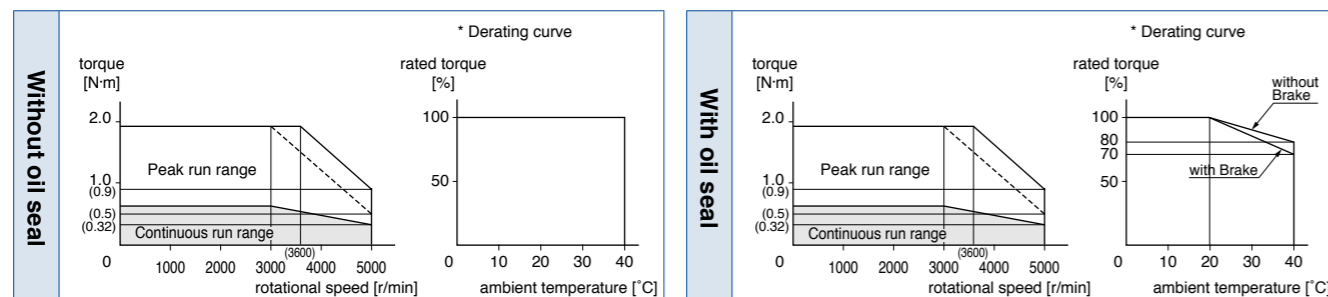 Without oil seal
* Derating curve
torque
[N·m]
rated torque
[%]
2.0
1.0
(0.9)
(0.5)
(0.32)
0
Peak run range
Continuous run range
1000
2000
3000
(3600)
4000
5000
rotational speed [r/min]
100
50
0
10
20
30
40
ambient temperature [˚C]
With oil seal
* Derating curve
torque
[N·m]
rated torque
[%]
2.0
1.0
(0.9)
(0.5)
(0.32)
0
Peak run range
Continuous run range
1000
2000
3000
(3600)
4000
5000
rotational speed [r/min]
without
Brake
100
80
70
50
with Brake
0
10
20
30
40
ambient temperature [˚C]